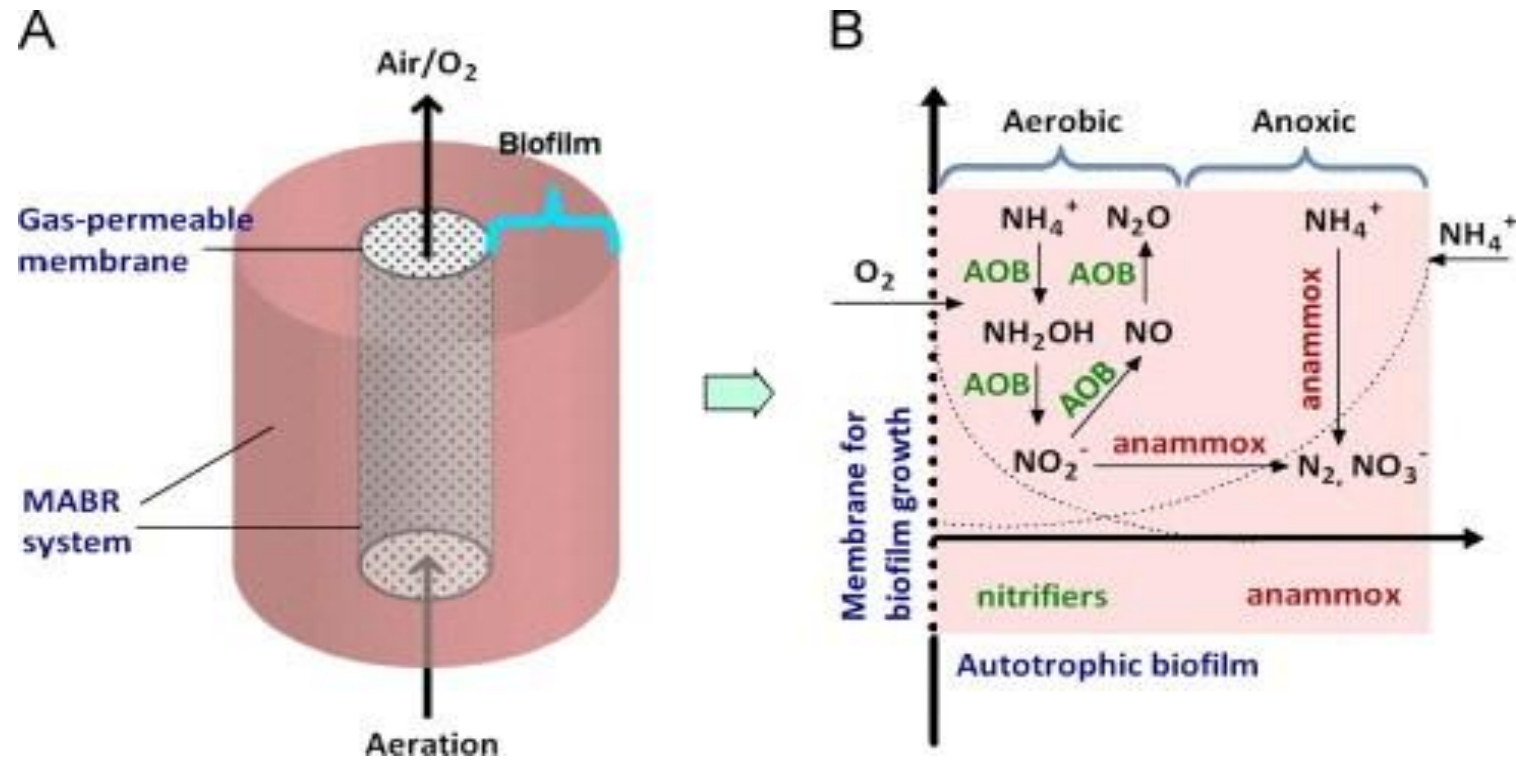 A
Air/O₂
Biofilm
Gas-permeable
membrane
MABR
system
Aeration
B
Aerobic
Anoxic
NH₄⁺
N₂O
NH₄⁺
NH₄⁺
O₂
AOB
AOB
anammox
NH₂OH
NO
AOB
AOB
NO₂⁻
anammox
N₂, NO₃⁻
Membrane for
biofilm growth
nitrifiers
anammox
Autotrophic biofilm